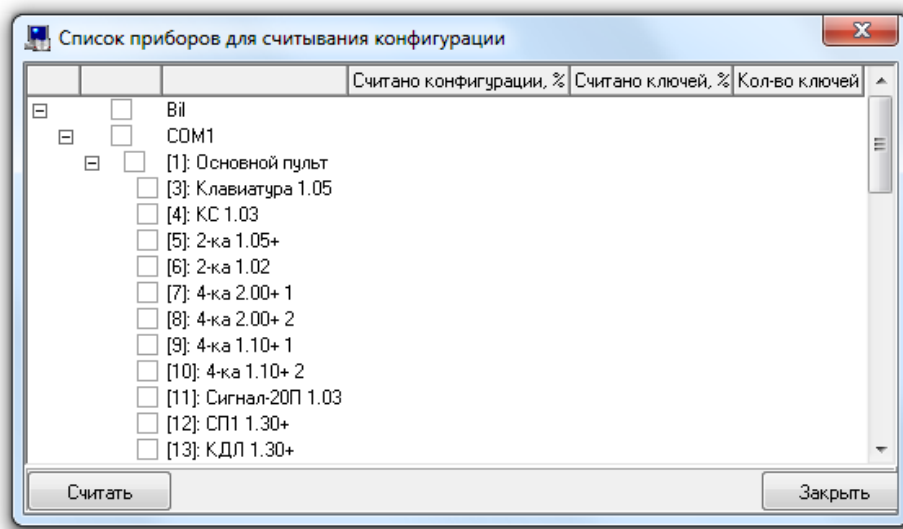 Список приборов для считывания конфигурации
Считано конфигурации, % Считано ключей, % Кол-во ключей
Bil
COM1
[1]: Основной пульт
[3]: Клавиатура 1.05
[4]: КС 1.03
[5]: 2-ка 1.05+
[6]: 2-ка 1.02
[7]: 4-ка 2.00+ 1
[8]: 4-ка 2.00+ 2
[9]: 4-ка 1.10+ 1
[10]: 4-ка 1.10+ 2
[11]: Сигнал-20П 1.03
[12]: СП1 1.30+
[13]: КДЛ 1.30+
Считать Закрыть